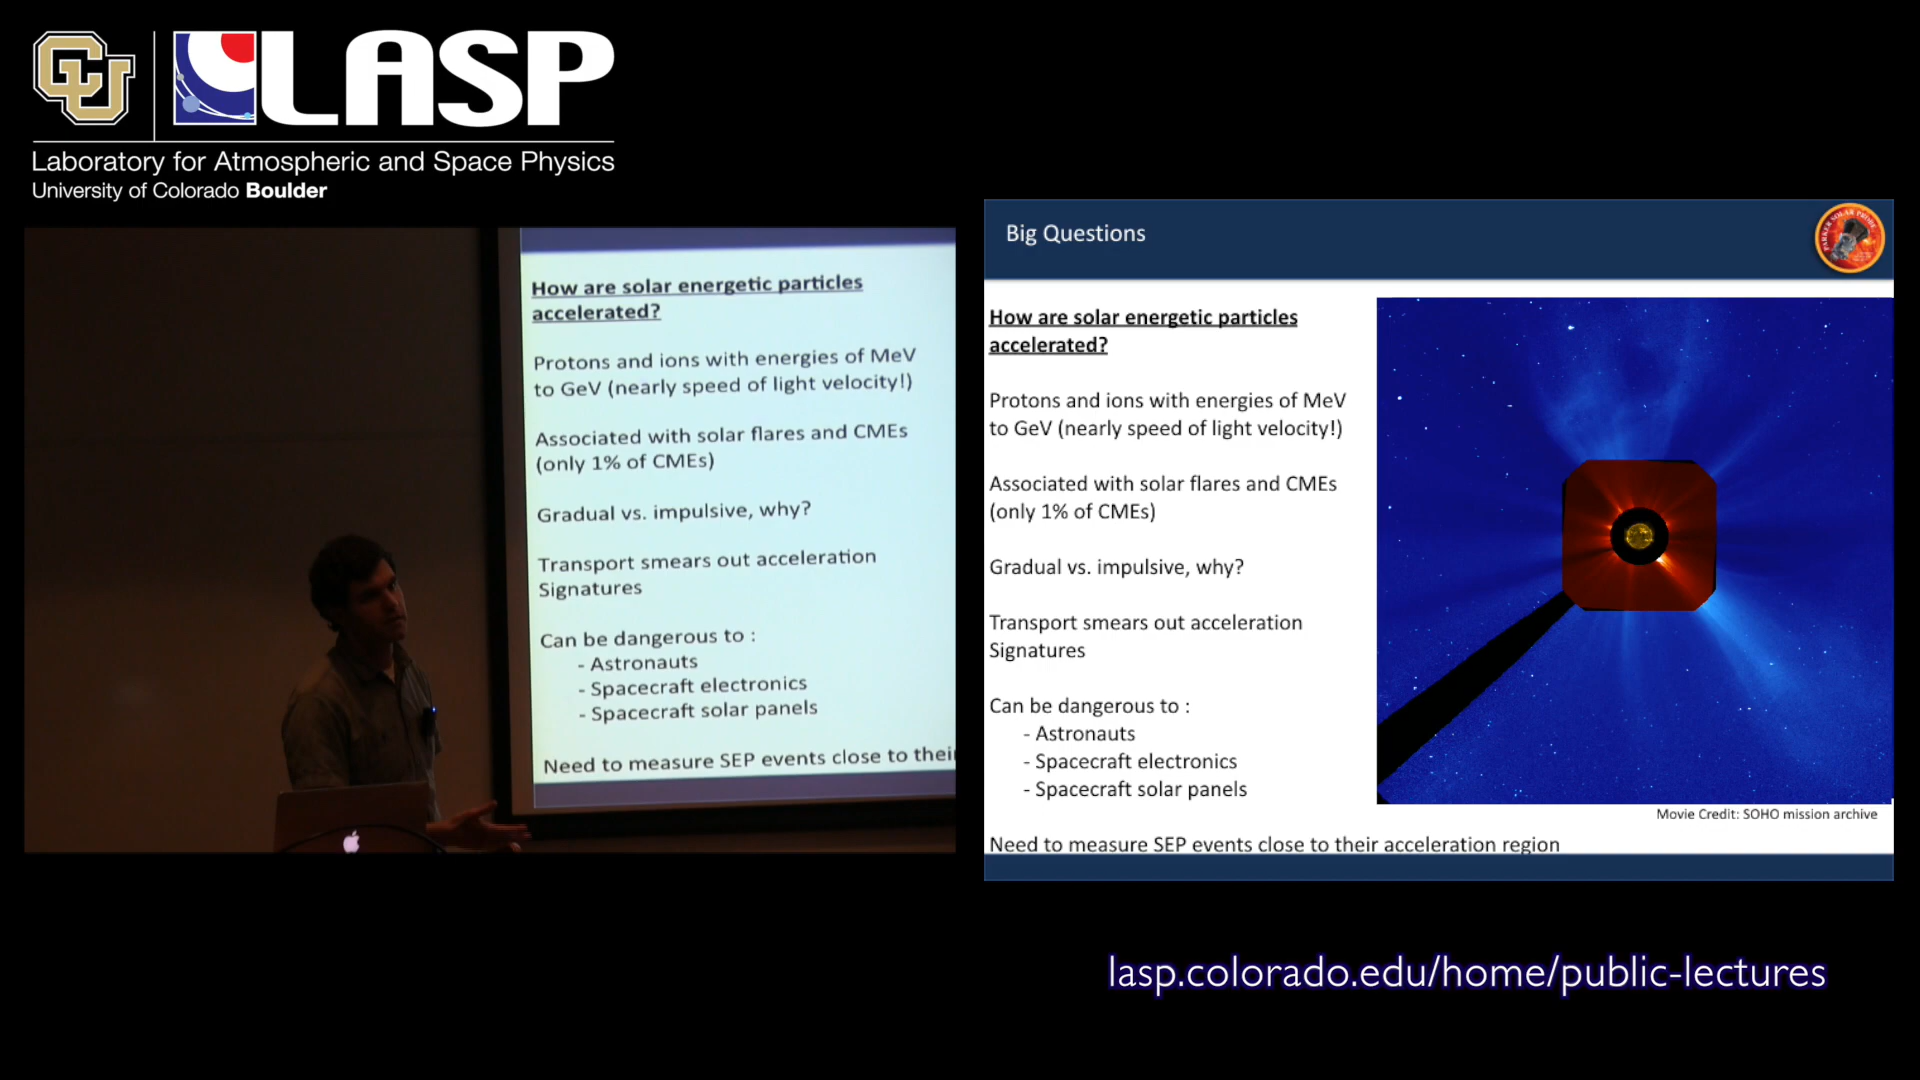 CU
LASP
Laboratory for Atmospheric and Space Physics
University of Colorado Boulder
How are solar energetic particles
accelerated?
Protons and ions with energies of MeV
to GeV (nearly speed of light velocity!)
Associated with solar flares and CMEs
(only 1% of CMEs)
Gradual vs. impulsive, why?
Transport smears out acceleration
Signatures
Can be dangerous to :
- Astronauts
- Spacecraft electronics
- Spacecraft solar panels
Need to measure SEP events close to thei
Big Questions
PARKER SOLAR PROBE
How are solar energetic particles
accelerated?
Protons and ions with energies of MeV
to GeV (nearly speed of light velocity!)
Associated with solar flares and CMEs
(only 1% of CMEs)
Gradual vs. impulsive, why?
Transport smears out acceleration
Signatures
Can be dangerous to :
- Astronauts
- Spacecraft electronics
- Spacecraft solar panels
Movie Credit: SOHO mission archive
Need to measure SEP events close to their acceleration region
lasp.colorado.edu/home/public-lectures